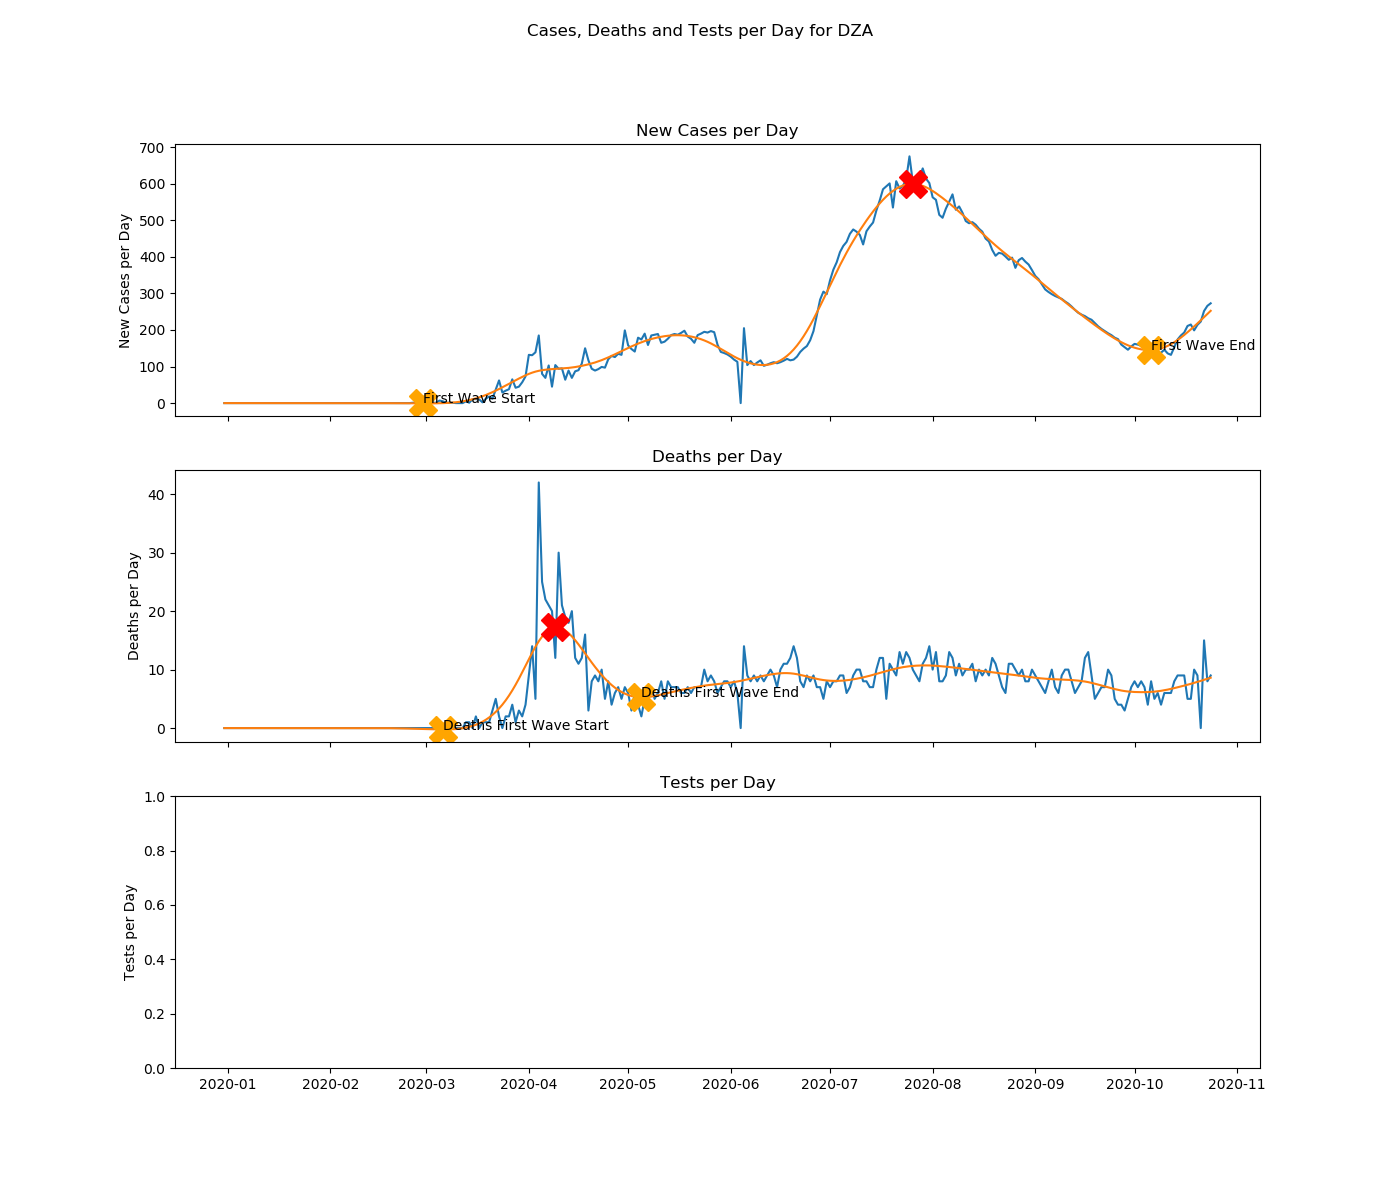 Cases, Deaths and Tests per Day for DZA
New Cases per Day
New Cases per Day
700
600
500
400
300
200
100
0
First Wave Start
First Wave End
Deaths per Day
Deaths per Day
40
30
20
10
0
Deaths First Wave Start
Deaths First Wave End
Tests per Day
Tests per Day
1.0
0.8
0.6
0.4
0.2
0.0
2020-01 2020-02 2020-03 2020-04 2020-05 2020-06 2020-07 2020-08 2020-09 2020-10 2020-11